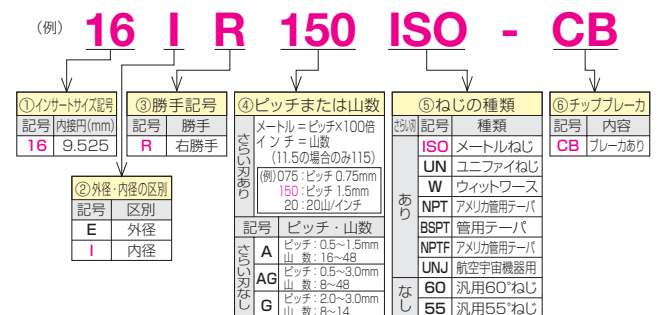 (例) 16 I R 150 ISO - CB
①インサートサイズ記号
記号 内接円(mm)
16 9.525
②外径・内径の区別
記号 区別
E 外径
I 内径
③勝手記号
記号 勝手
R 右勝手
④ピッチまたは山数
さらい刃あり
メートル=ピッチ×100倍
インチ=山数
(11.5の場合のみ115)
(例)075:ピッチ 0.75mm
150:ピッチ 1.5mm
20:20山/インチ
記号 ピッチ・山数
さらい刃なし
A ピッチ:0.5~1.5mm
山 数:16~48
AG ピッチ:0.5~3.0mm
山 数:8~48
G ピッチ:2.0~3.0mm
山 数:8~14
⑤ねじの種類
さらい刃 記号 種類
あり
ISO メートルねじ
UN ユニファイねじ
W ウィットワース
NPT アメリカ管用テーパ
BSPT 管用テーパ
NPTF アメリカ管用テーパ
UNJ 航空宇宙機器用
なし
60 汎用60°ねじ
55 汎用55°ねじ
⑥チップブレーカ
記号 内容
CB ブレーカあり